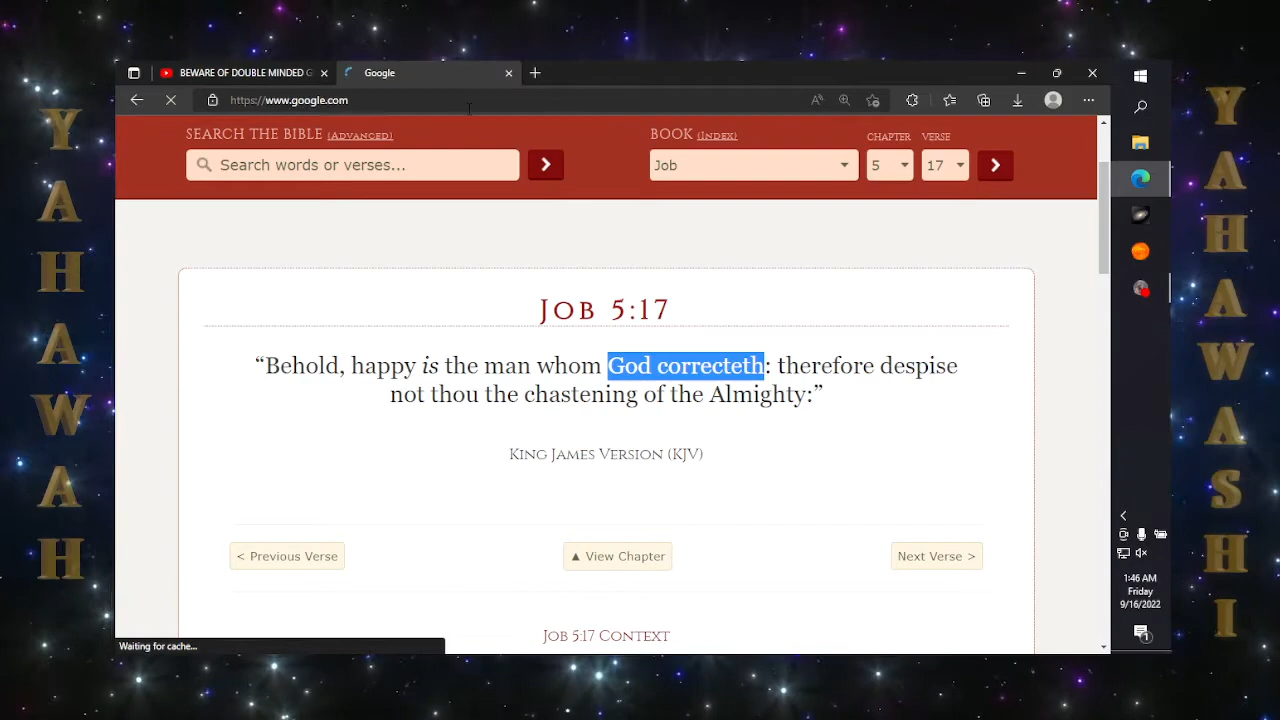 BEWARE OF DOUBLE MINDED G
Google
https://www.google.com
SEARCH THE BIBLE (ADVANCED)
BOOK (INDEX)
CHAPTER
VERSE
Search words or verses...
Job
5
17
JOB 5:17
“Behold, happy is the man whom God correcteth: therefore despise
not thou the chastening of the Almighty:”
KING JAMES VERSION (KJV)
< Previous Verse
▲ View Chapter
Next Verse >
JOB 5:17 CONTEXT
Waiting for cache...
1:46 AM
Friday
9/16/2022
1
YAHAWAH
YAHAWASHI